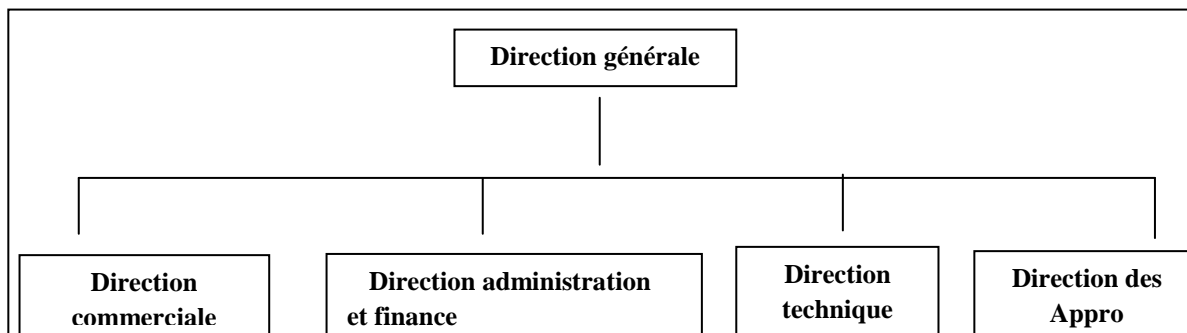 Direction générale
Direction
commerciale
Direction administration
et finance
Direction
technique
Direction des
Appro